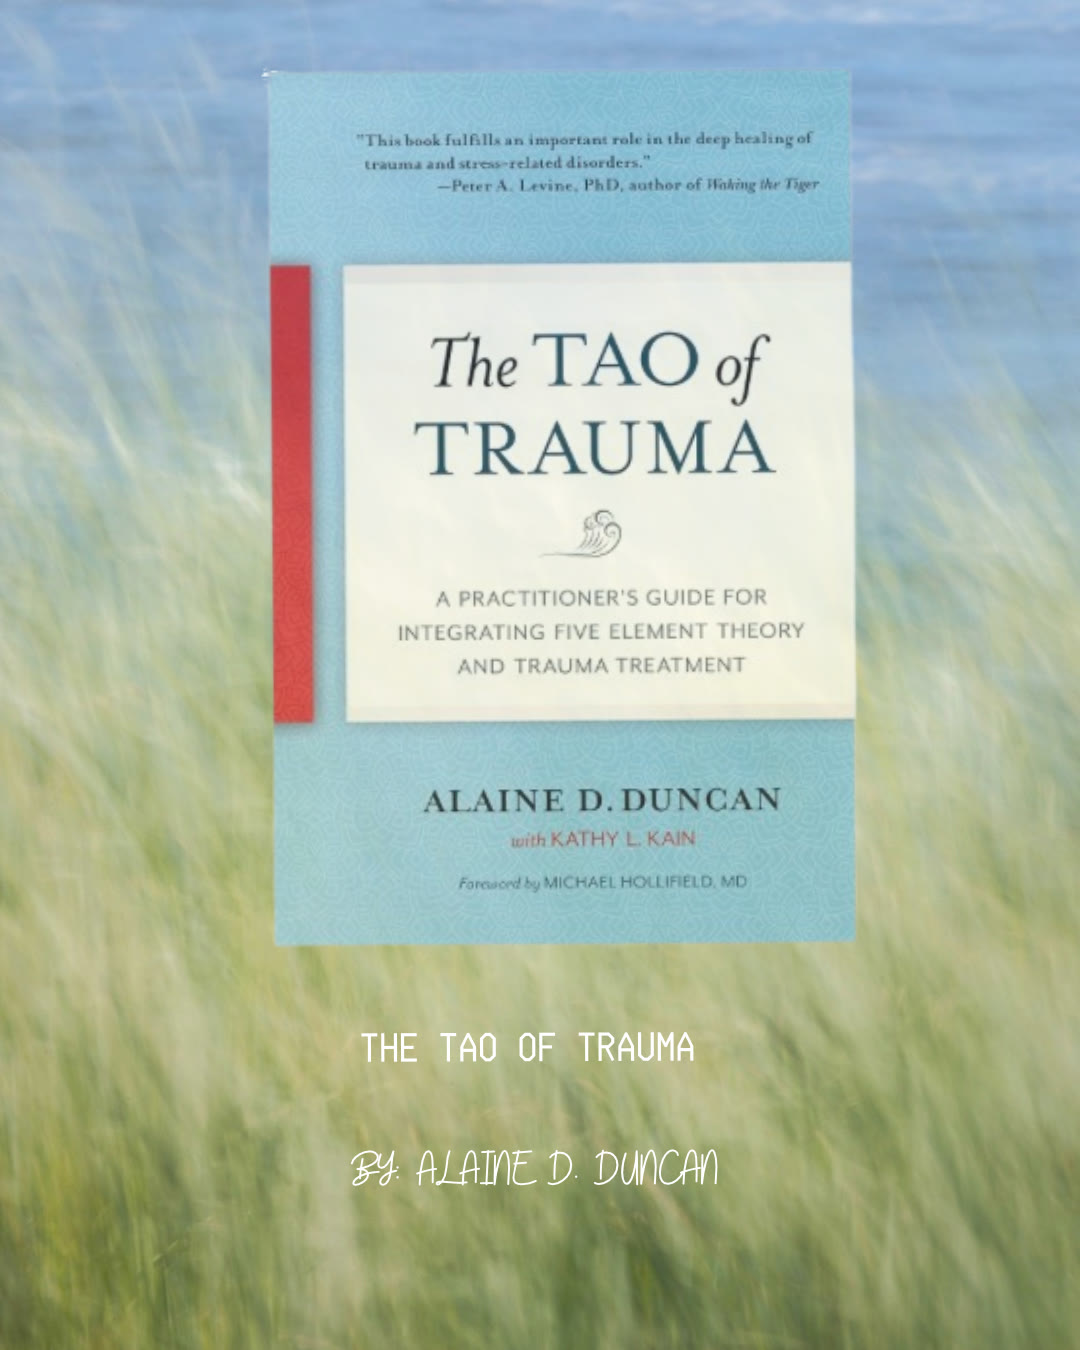 "This book fulfills an important role in the deep healing of
trauma and stress-related disorders."
—Peter A. Levine, PhD, author of Waking the Tiger
The TAO of
TRAUMA
A PRACTITIONER'S GUIDE FOR
INTEGRATING FIVE ELEMENT THEORY
AND TRAUMA TREATMENT
ALAINE D. DUNCAN
with KATHY L. KAIN
Foreword by MICHAEL HOLLIFIELD, MD
THE TAO OF TRAUMA
BY: ALAINE D. DUNCAN